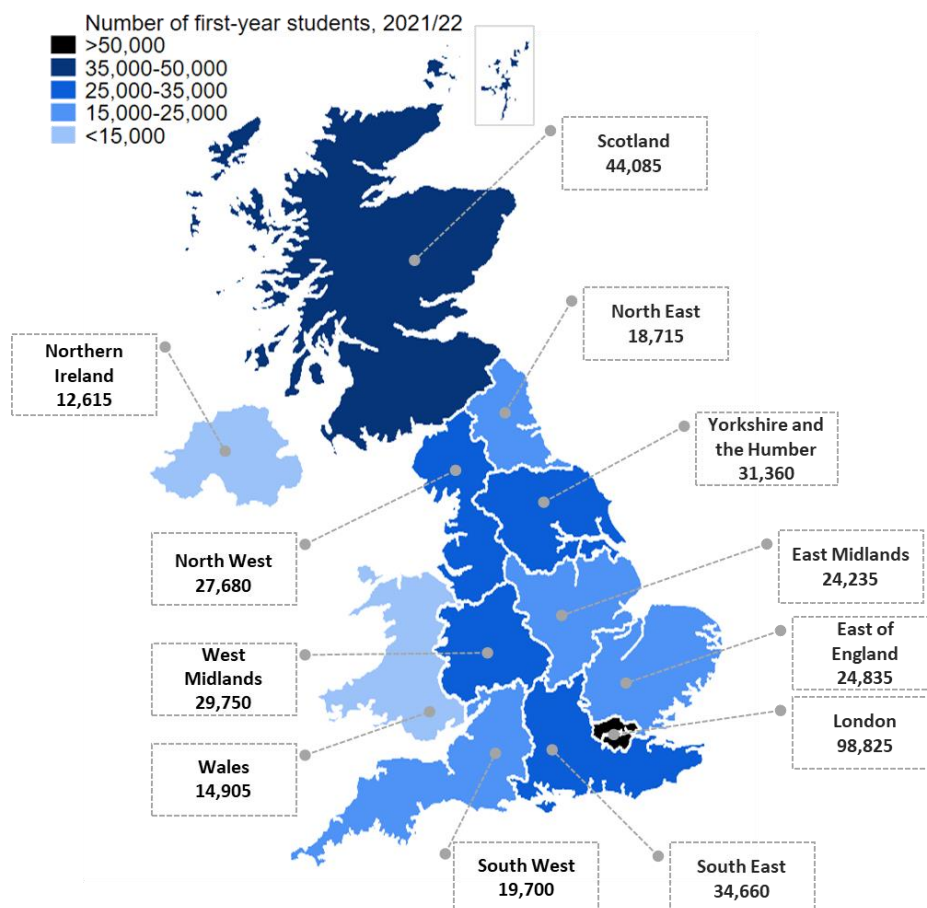 Number of first-year students, 2021/22
>50,000
35,000-50,000
25,000-35,000
15,000-25,000
<15,000
Scotland
44,085
North East
18,715
Northern
Ireland
12,615
Yorkshire and
the Humber
31,360
North West
27,680
East Midlands
24,235
West
Midlands
29,750
East of
England
24,835
London
98,825
Wales
14,905
South West
19,700
South East
34,660